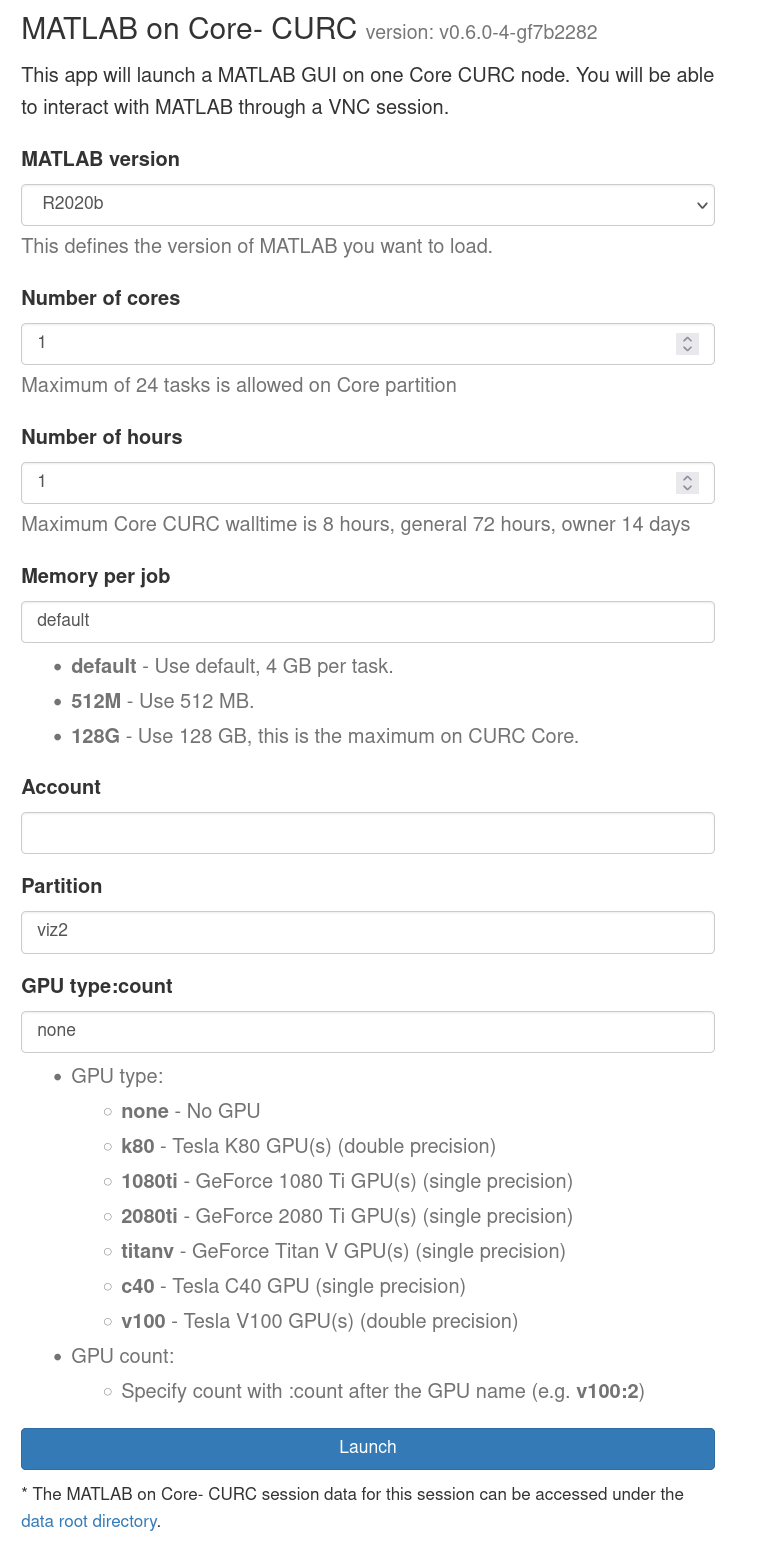 MATLAB on Core- CURC version: v0.6.0-4-gf7b2282
This app will launch a MATLAB GUI on one Core CURC node. You will be able
to interact with MATLAB through a VNC session.
MATLAB version
R2020b
This defines the version of MATLAB you want to load.
Number of cores
1
Maximum of 24 tasks is allowed on Core partition
Number of hours
1
Maximum Core CURC walltime is 8 hours, general 72 hours, owner 14 days
Memory per job
default
• default - Use default, 4 GB per task.
• 512M - Use 512 MB.
• 128G - Use 128 GB, this is the maximum on CURC Core.
Account
Partition
viz2
GPU type:count
none
• GPU type:
○ none - No GPU
○ k80 - Tesla K80 GPU(s) (double precision)
○ 1080ti - GeForce 1080 Ti GPU(s) (single precision)
○ 2080ti - GeForce 2080 Ti GPU(s) (single precision)
○ titanv - GeForce Titan V GPU(s) (single precision)
○ c40 - Tesla C40 GPU (single precision)
○ v100 - Tesla V100 GPU(s) (double precision)
• GPU count:
○ Specify count with :count after the GPU name (e.g. v100:2)
Launch
* The MATLAB on Core- CURC session data for this session can be accessed under the
data root directory.